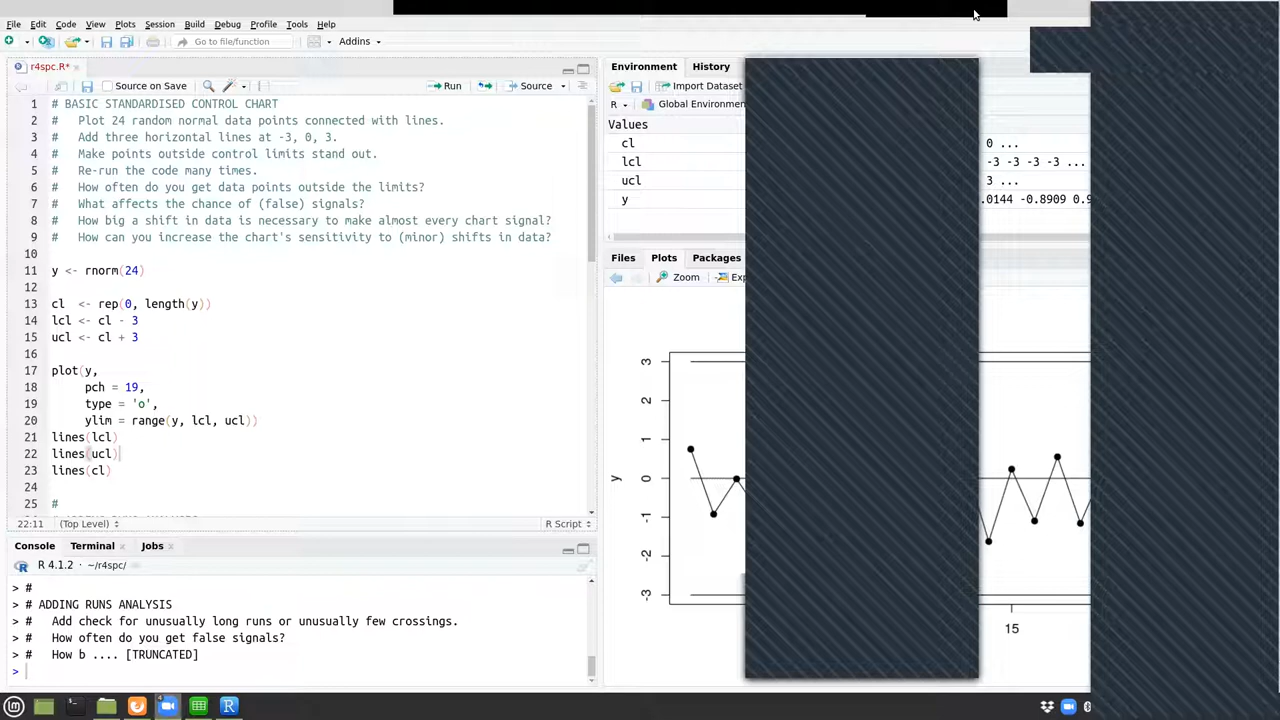 File Edit Code View Plots Session Build Debug Profile Tools Help
Go to file/function Addins
r4spc.R*
Source on Save Run Source
1 # BASIC STANDARDISED CONTROL CHART
2 #   Plot 24 random normal data points connected with lines.
3 #   Add three horizontal lines at -3, 0, 3.
4 #   Make points outside control limits stand out.
5 #   Re-run the code many times.
6 #   How often do you get data points outside the limits?
7 #   What affects the chance of (false) signals?
8 #   How big a shift in data is necessary to make almost every chart signal?
9 #   How can you increase the chart's sensitivity to (minor) shifts in data?
10
11 y <- rnorm(24)
12
13 cl  <- rep(0, length(y))
14 lcl <- cl - 3
15 ucl <- cl + 3
16
17 plot(y,
18      pch = 19,
19      type = 'o',
20      ylim = range(y, lcl, ucl))
21 lines(lcl)
22 lines(ucl)
23 lines(cl)
24
25 #
22:11 (Top Level) R Script
Console Terminal Jobs
R 4.1.2 · ~/r4spc/
> #
> # ADDING RUNS ANALYSIS
> #   Add check for unusually long runs or unusually few crossings.
> #   How often do you get false signals?
> #   How b .... [TRUNCATED]
>
Environment History
Import Dataset
R Global Environme
Values
cl 0 ...
lcl -3 -3 -3 -3 ...
ucl 3 ...
y .0144 -0.8909 0.9
Files Plots Packages
Zoom Exp
3
2
1
0
-1
-2
-3
y
15